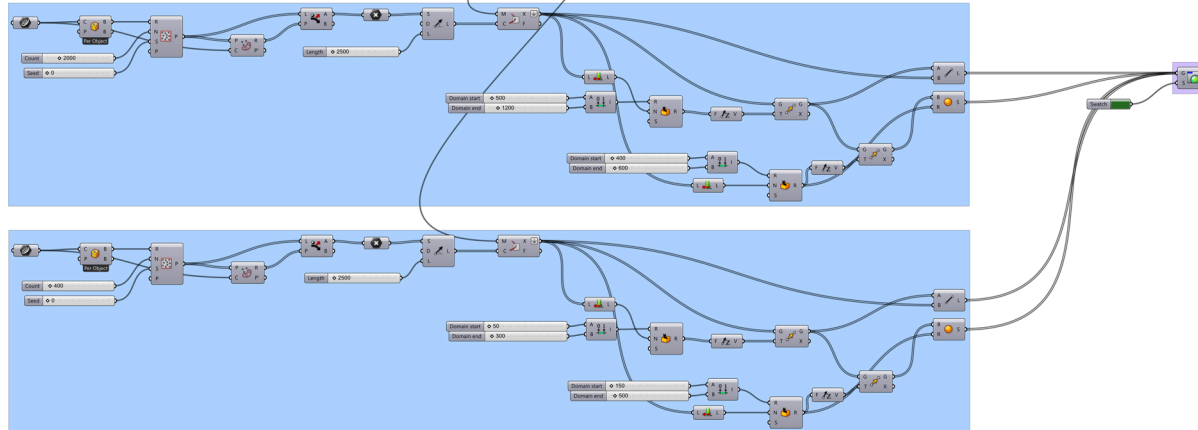 C B
P B
Per Object
R
N
S
P
P
Count 2000
Seed 0
P R
C P'
L A
P B
Length 2500
S
D L
L
M X
C F
L L
Domain start 500
Domain end 1200
A I
B
R
N R
S
F V
G G
T X
Domain start 400
Domain end 600
A I
B
L L
R
N R
S
F V
G G
T X
A L
B
B S
R
Swatch
G
S
C B
P B
Per Object
R
N
S
P
P
Count 400
Seed 0
P R
C P'
L A
P B
Length 2500
S
D L
L
M X
C F
L L
Domain start 50
Domain end 300
A I
B
R
N R
S
F V
G G
T X
Domain start 150
Domain end 500
A I
B
L L
R
N R
S
F V
G G
T X
A L
B
B S
R